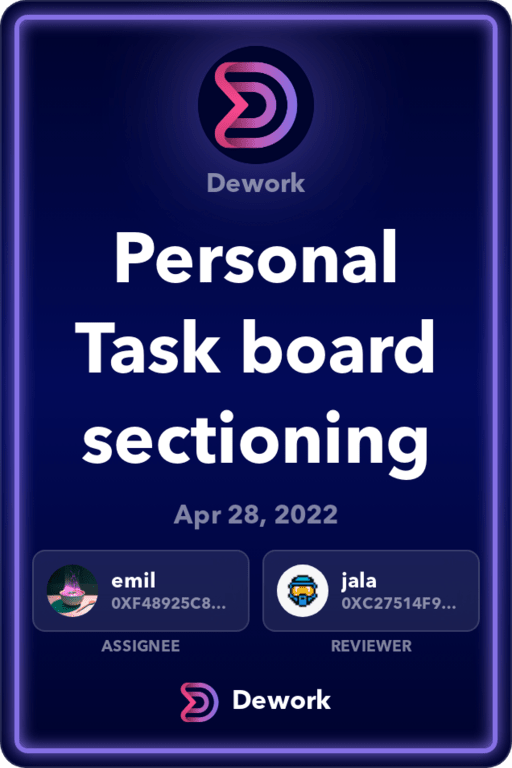 Dework
Personal
Task board
sectioning
Apr 28, 2022
emil
0XF48925C8...
jala
0XC27514F9...
ASSIGNEE
REVIEWER
Dework